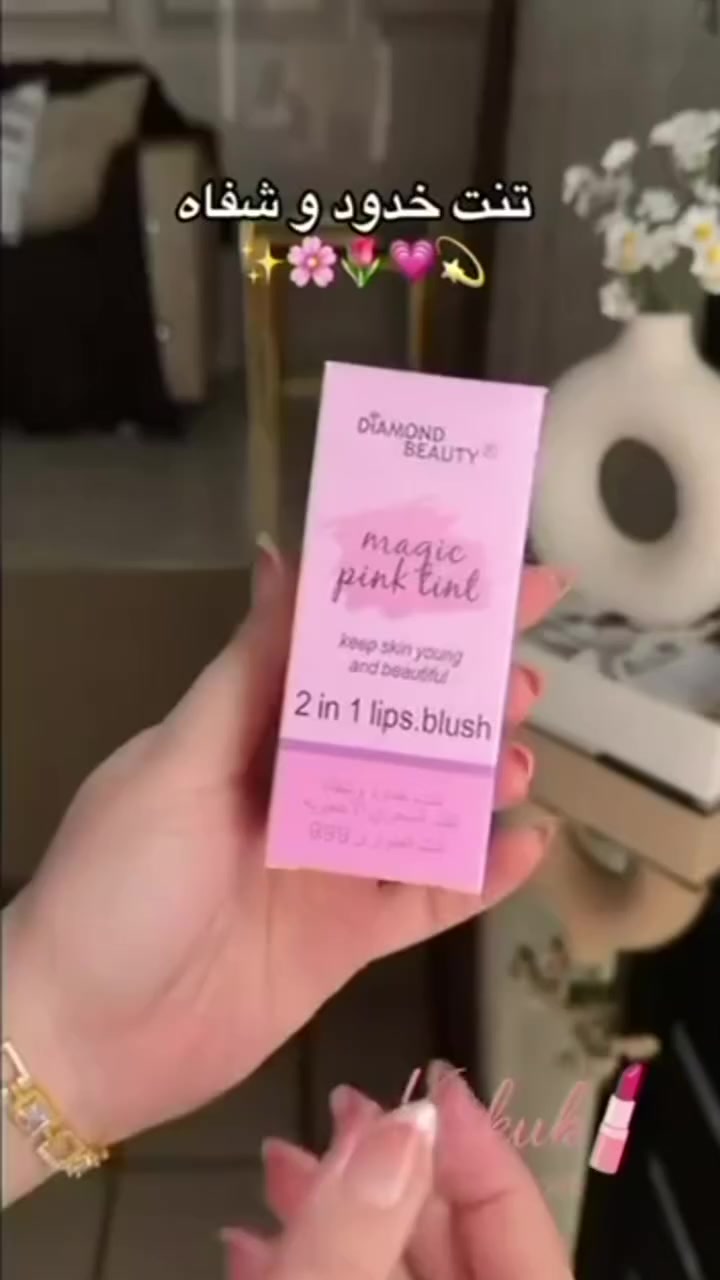 تنت خدود و شفاه
DIAMOND
BEAUTY
magic
pink tint
keep skin young
and beautiful
2 in 1 lips.blush